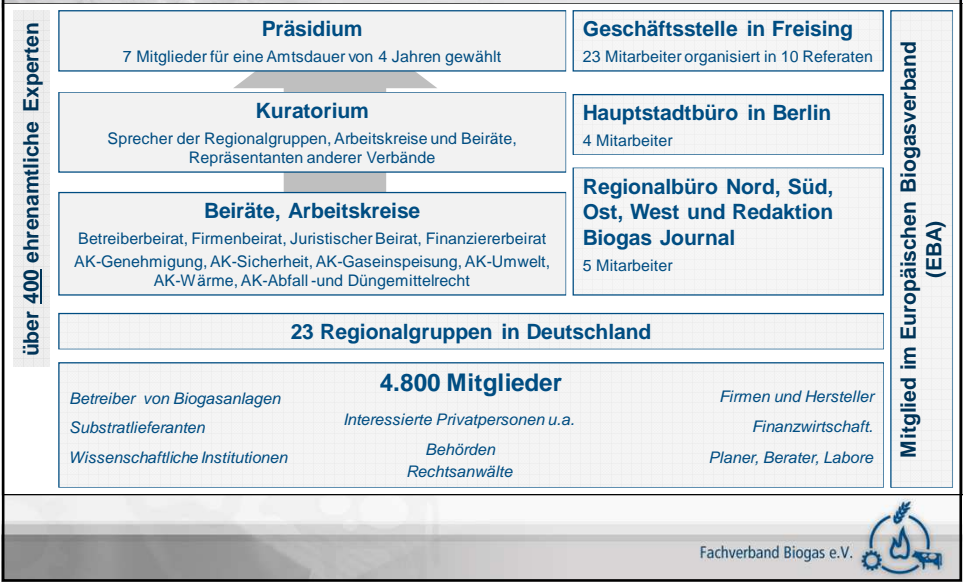 über 400 ehrenamtliche Experten
Präsidium
7 Mitglieder für eine Amtsdauer von 4 Jahren gewählt
Kuratorium
Sprecher der Regionalgruppen, Arbeitskreise und Beiräte,
Repräsentanten anderer Verbände
Beiräte, Arbeitskreise
Betreiberbeirat, Firmenbeirat, Juristischer Beirat, Finanziererbeirat
AK-Genehmigung, AK-Sicherheit, AK-Gaseinspeisung, AK-Umwelt,
AK-Wärme, AK-Abfall -und Düngemittelrecht
Geschäftsstelle in Freising
23 Mitarbeiter organisiert in 10 Referaten
Hauptstadtbüro in Berlin
4 Mitarbeiter
Regionalbüro Nord, Süd,
Ost, West und Redaktion
Biogas Journal
5 Mitarbeiter
23 Regionalgruppen in Deutschland
4.800 Mitglieder
Betreiber von Biogasanlagen
Substratlieferanten
Wissenschaftliche Institutionen
Interessierte Privatpersonen u.a.
Behörden
Rechtsanwälte
Firmen und Hersteller
Finanzwirtschaft.
Planer, Berater, Labore
Mitglied im Europäischen Biogasverband
(EBA)
Fachverband Biogas e.V.